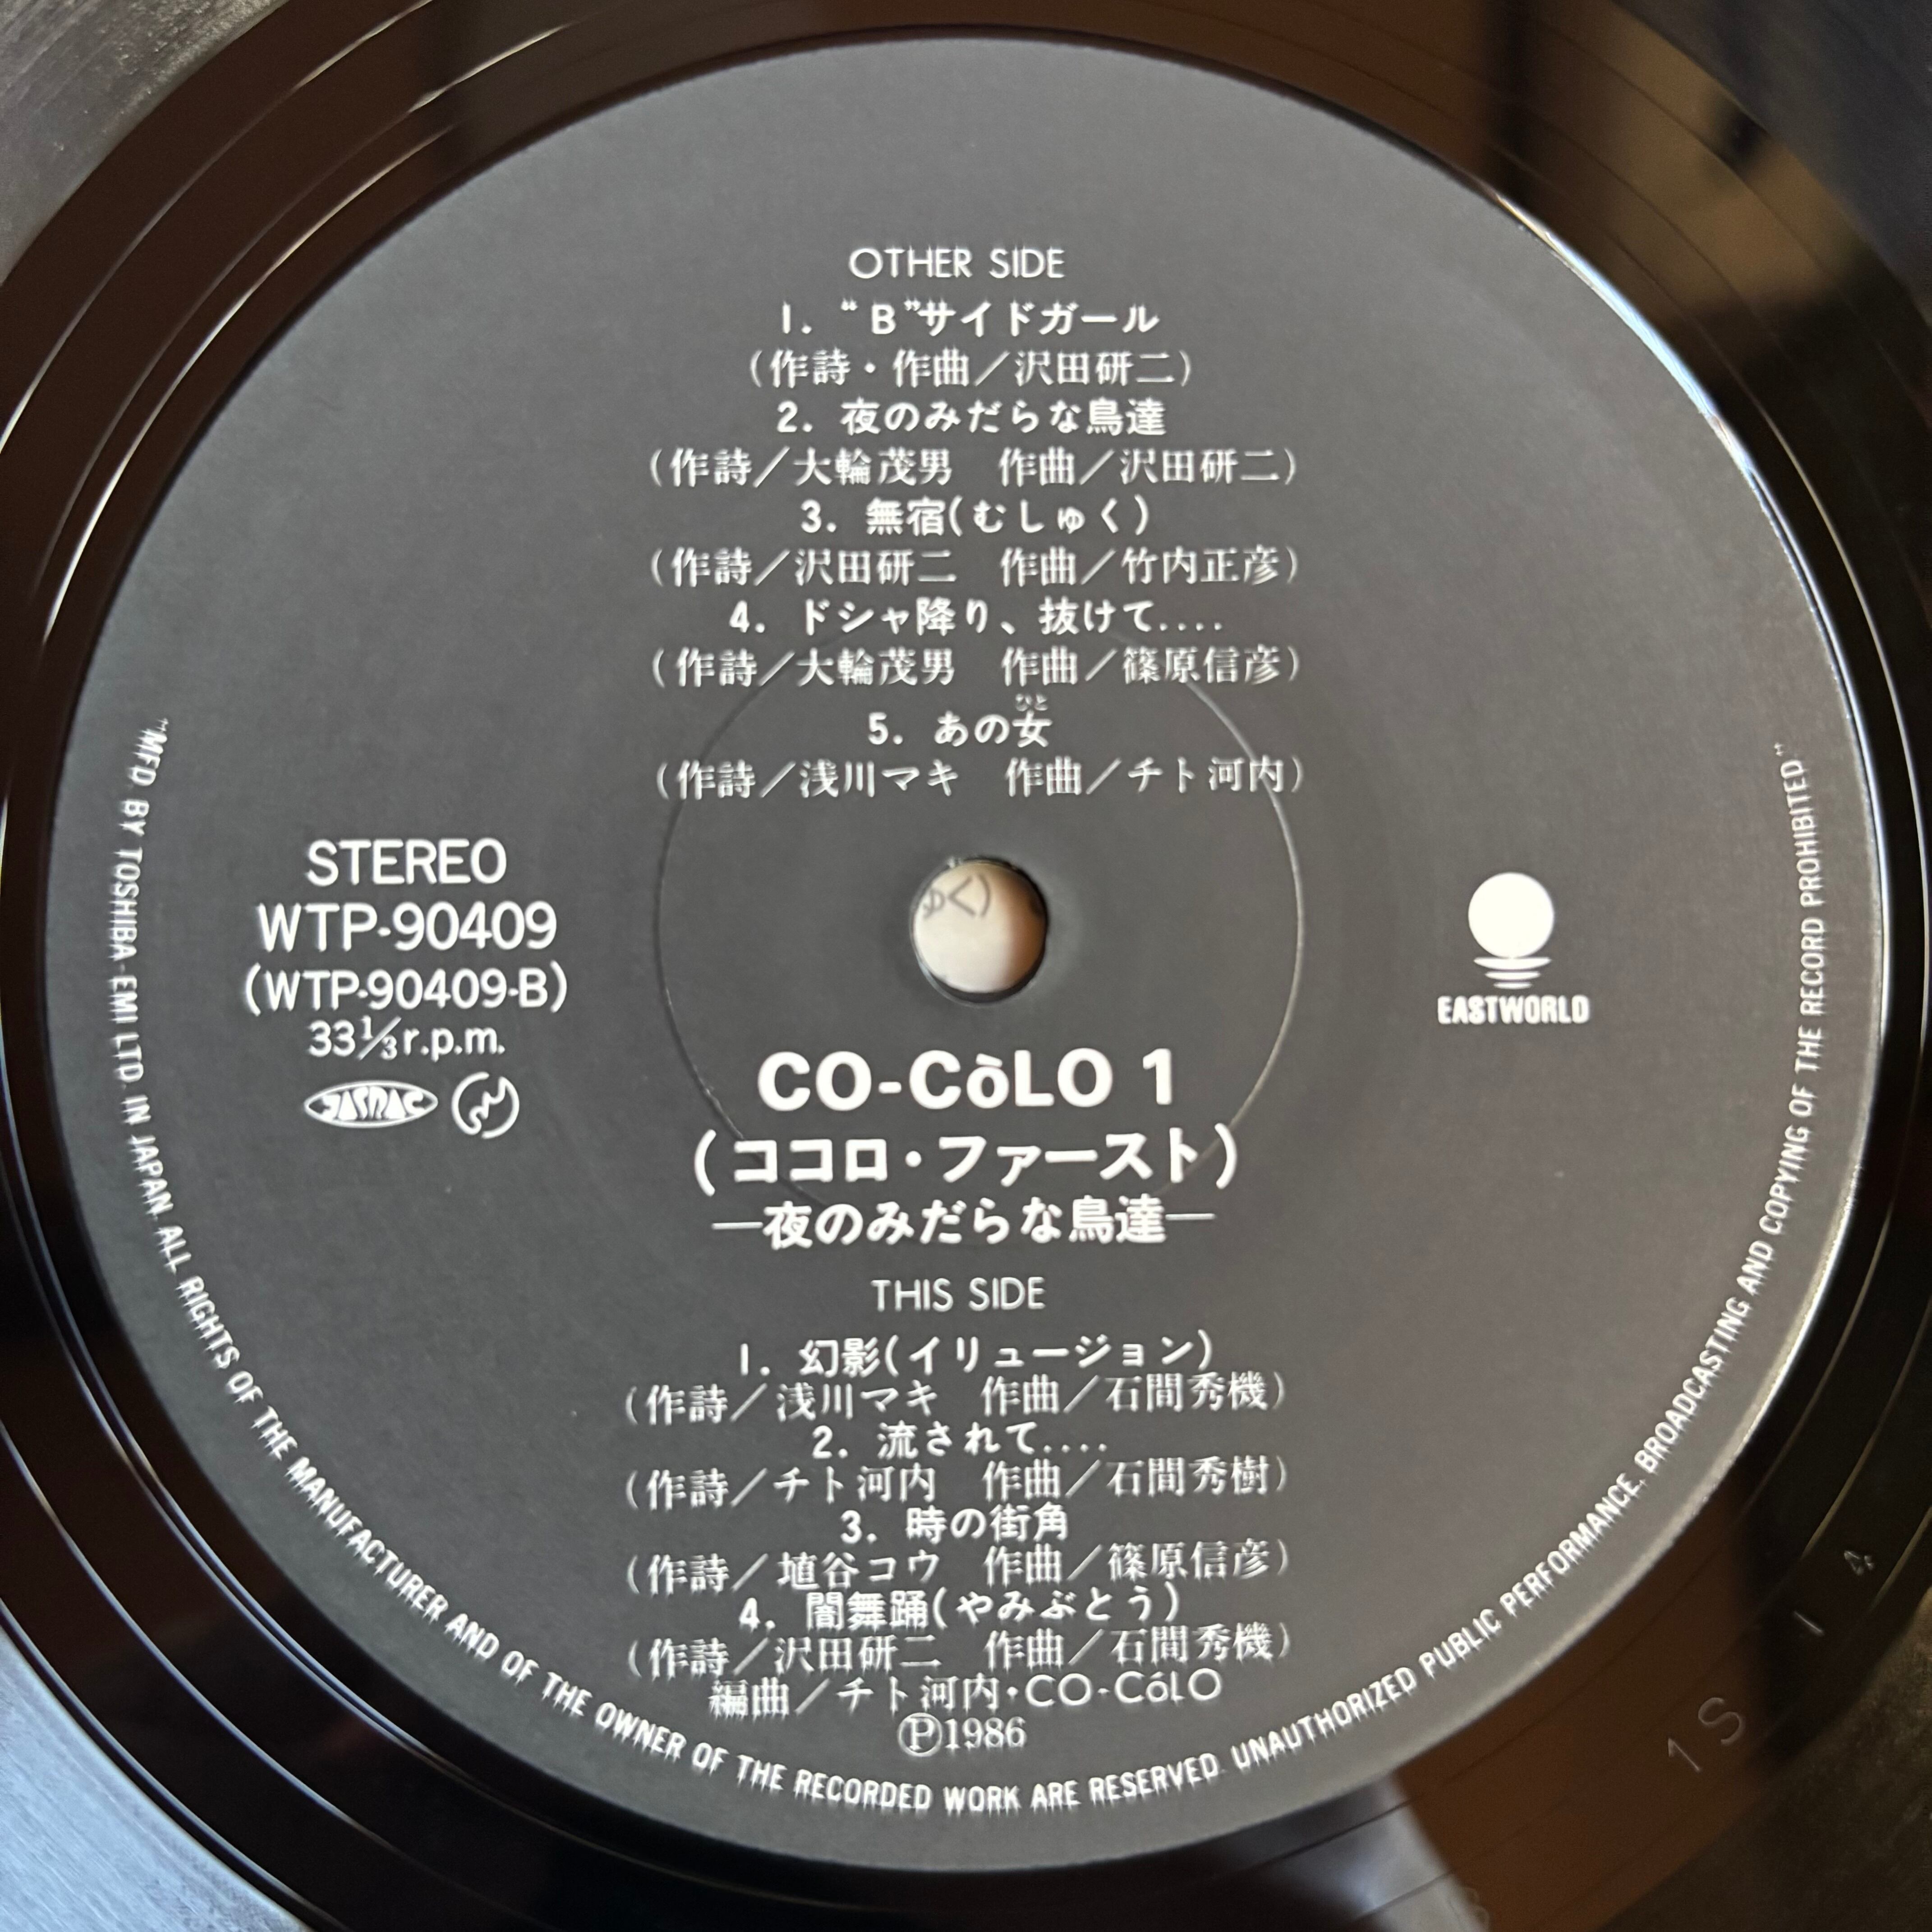 OTHER SIDE
1. “B”サイドガール
(作詩・作曲／沢田研二)
2. 夜のみだらな鳥達
(作詩／大輪茂男　作曲／沢田研二)
3. 無宿(むしゅく)
(作詩／沢田研二　作曲／竹内正彦)
4. ドシャ降り、抜けて....
(作詩／大輪茂男　作曲／篠原信彦)
ひと
5. あの女
(作詩／浅川マキ　作曲／チト河内)
STEREO
WTP-90409
(WTP-90409-B)
33⅓r.p.m.
JASRAC
ゅく)
EASTWORLD
CO-CòLO 1
(ココロ・ファースト)
—夜のみだらな鳥達—
THIS SIDE
1. 幻影(イリュージョン)
(作詩／浅川マキ　作曲／石間秀機)
2. 流されて....
(作詩／チト河内　作曲／石間秀樹)
3. 時の街角
(作詩／埴谷コウ　作曲／篠原信彦)
4. 闇舞踊(やみぶとう)
(作詩／沢田研二　作曲／石間秀機)
編曲／チト河内・CO-CóLO
Ⓟ1986
"MFD. BY TOSHIBA-EMI LTD. IN JAPAN ALL RIGHTS OF THE MANUFACTURER AND OF THE OWNER OF THE RECORDED WORK ARE RESERVED. UNAUTHORIZED PUBLIC PERFORMANCE, BROADCASTING AND COPYING OF THE RECORD PROHIBITED"
1S
1
4